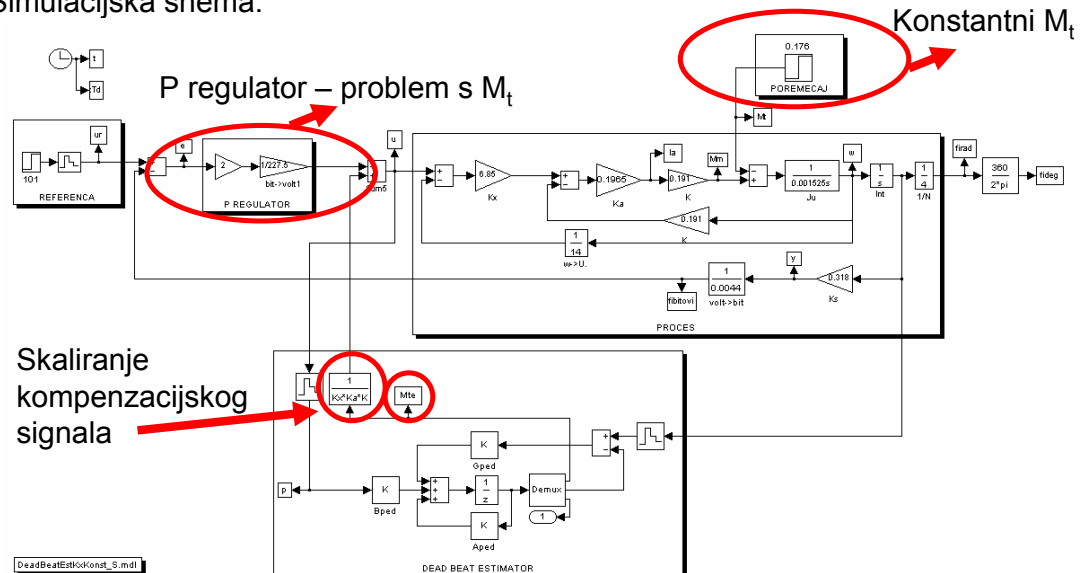 Simulacijska shema:
Konstantni Mt
P regulator – problem s Mt
Skaliranje
kompenzacijskog
signala
t
Td
ur
101
REFERENCA
e
2
1/227.5
bit->volt1
P REGULATOR
u
6.85
Kx
0.1965
Ka
Ia
0.191
K
Mm
0.176
POREMECAJ
Mt
1
0.001525s
Ju
w
1
s
Int
1
4
1/N
firad
360
2*pi
fideg
0.191
K
1
14
fibitovi
1
0.0044
volt->bit
y
0.318
Ks
PROCES
1
Kx*Ka*K
Mte
K
Gped
p
K
Bped
1
z
Demux
1
K
Aped
DeadBeatEstKxKonst_S.mdl
DEAD BEAT ESTIMATOR